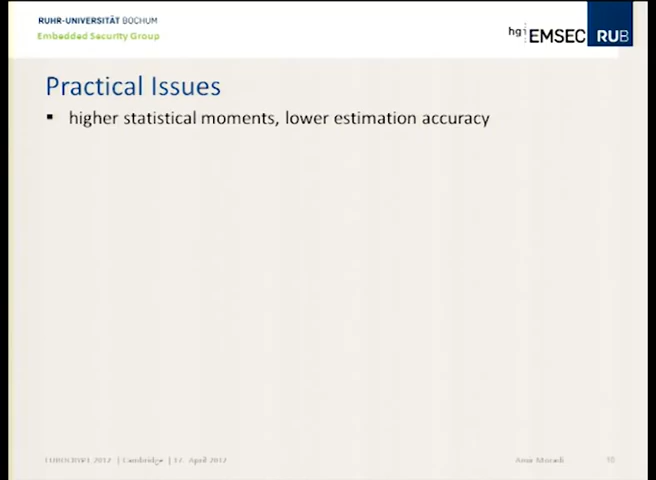 RUHR-UNIVERSITÄT BOCHUM
Embedded Security Group
hgi EMSEC RUB
Practical Issues
▪ higher statistical moments, lower estimation accuracy
EUROCRYPT 2012 | Cambridge | 17. April 2012
Amir Moradi